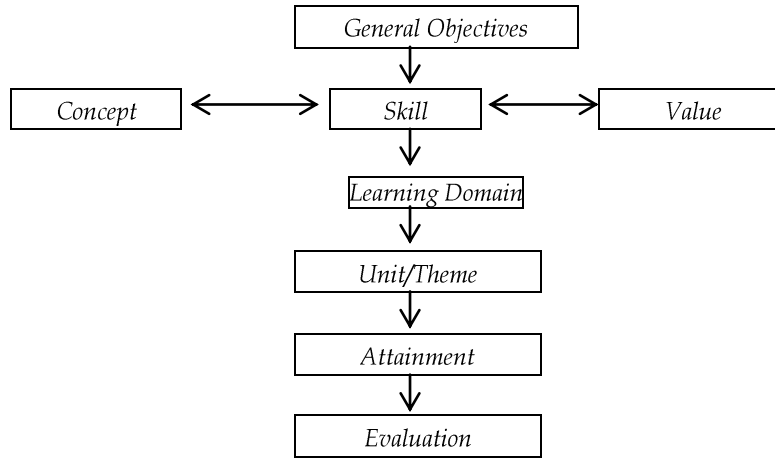 General Objectives
Concept
Skill
Value
Learning Domain
Unit/Theme
Attainment
Evaluation